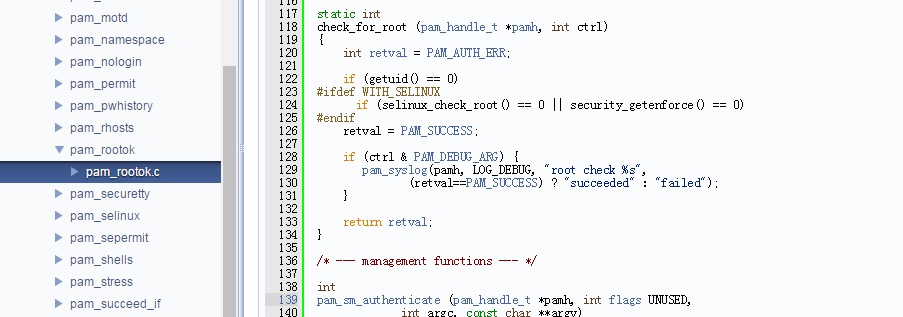 pam_motd
pam_namespace
pam_nologin
pam_permit
pam_pwhistory
pam_rhosts
pam_rootok
pam_rootok.c
pam_securetty
pam_selinux
pam_sepermit
pam_shells
pam_stress
pam_succeed_if
116
117 static int
118 check_for_root (pam_handle_t *pamh, int ctrl)
119 {
120 int retval = PAM_AUTH_ERR;
121
122 if (getuid() == 0)
123 #ifdef WITH_SELINUX
124 if (selinux_check_root() == 0 || security_getenforce() == 0)
125 #endif
126 retval = PAM_SUCCESS;
127
128 if (ctrl & PAM_DEBUG_ARG) {
129 pam_syslog(pamh, LOG_DEBUG, "root check %s",
130 (retval==PAM_SUCCESS) ? "succeeded" : "failed");
131 }
132
133 return retval;
134 }
135
136 /* --- management functions --- */
137
138 int
139 pam_sm_authenticate (pam_handle_t *pamh, int flags UNUSED,
140 int argc, const char **argv)